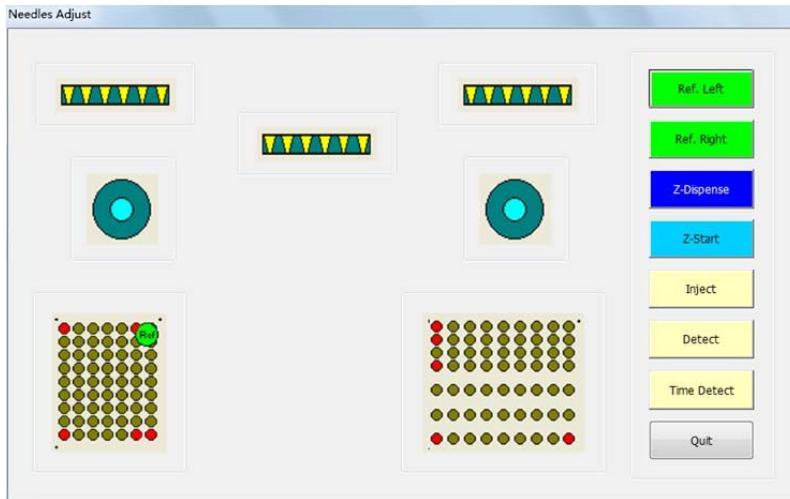 Needles Adjust
Ref. Left
Ref. Right
Z-Dispense
Z-Start
Inject
Detect
Time Detect
Quit
Ref